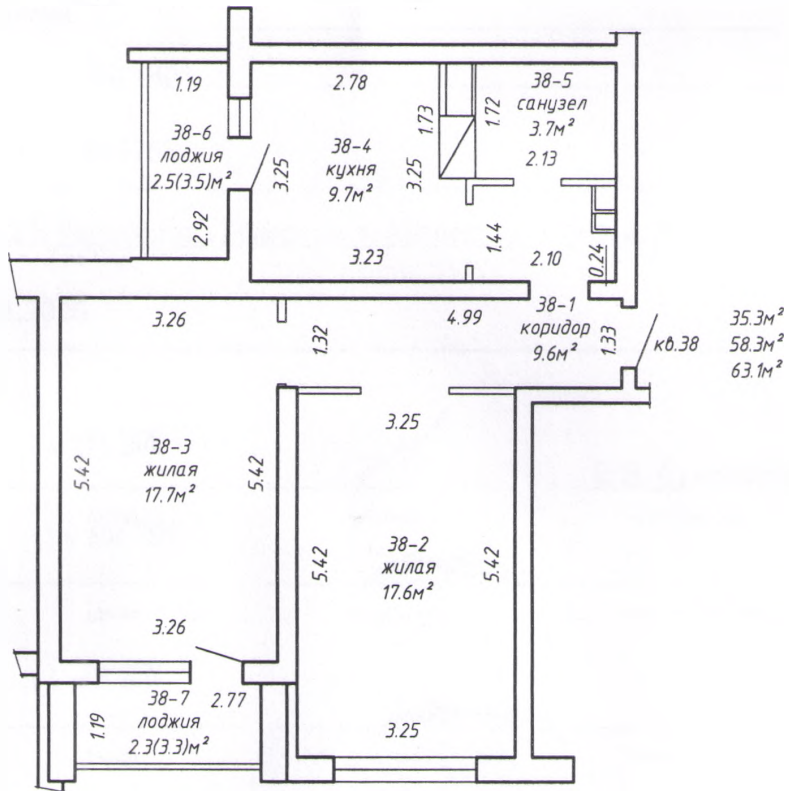 1.19
2.78
38-5
санузел
3.7м²
1.73
1.72
2.13
38-6
лоджия
2.5(3.5)м²
2.92
3.25
38-4
кухня
9.7м²
3.25
3.23
1.44
2.10
0.24
3.26
1.32
4.99
38-1
коридор
9.6м²
1.33
кв.38
35.3м²
58.3м²
63.1м²
3.25
5.42
38-3
жилая
17.7м²
5.42
5.42
38-2
жилая
17.6м²
5.42
3.26
38-7
лоджия
2.3(3.3)м²
1.19
2.77
3.25